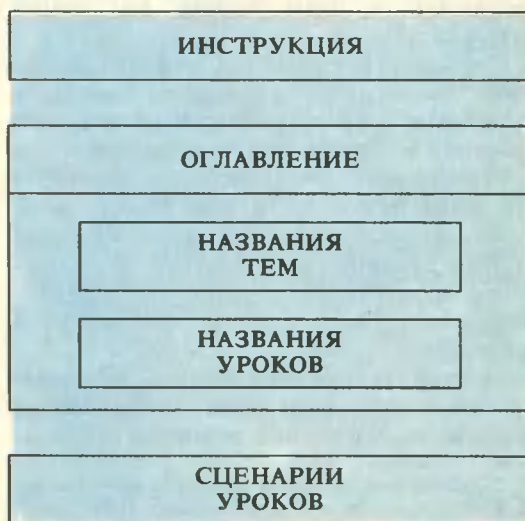 ИНСТРУКЦИЯ
ОГЛАВЛЕНИЕ
НАЗВАНИЯ
ТЕМ
НАЗВАНИЯ
УРОКОВ
СЦЕНАРИИ
УРОКОВ